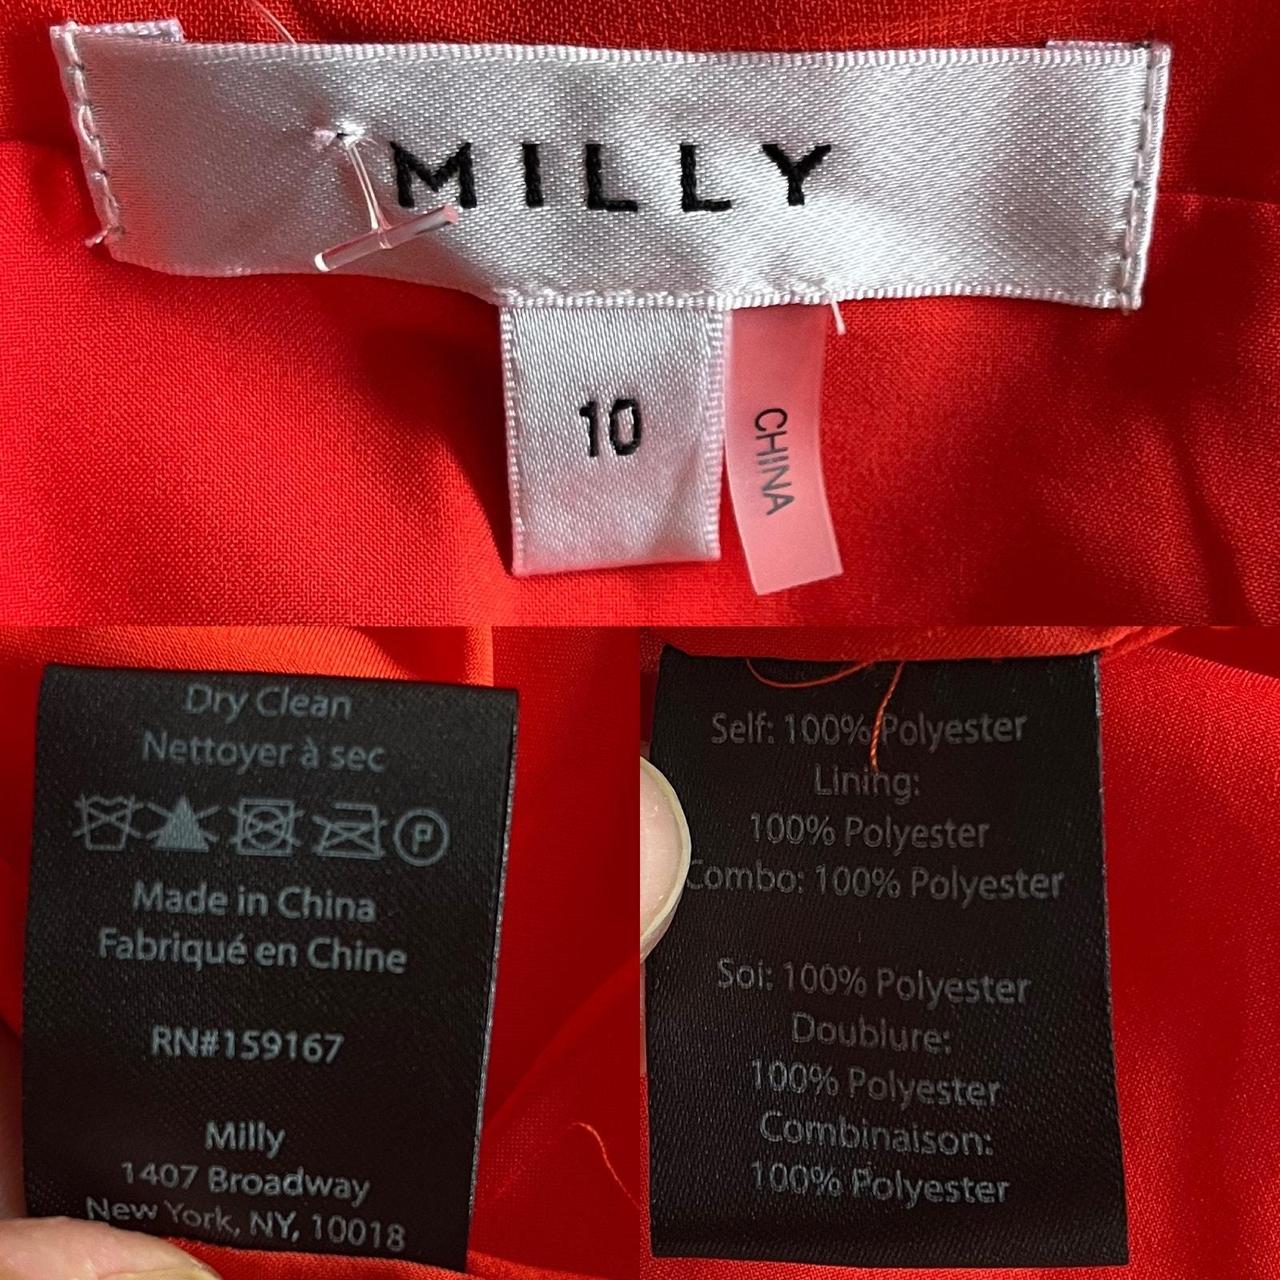 MILLY
10
CHINA
Dry Clean
Nettoyer à sec
P
Made in China
Fabriqué en Chine
RN#159167
Milly
1407 Broadway
New York, NY, 10018
Self: 100% Polyester
Lining:
100% Polyester
Combo: 100% Polyester
Soi: 100% Polyester
Doublure:
100% Polyester
Combinaison:
100% Polyester